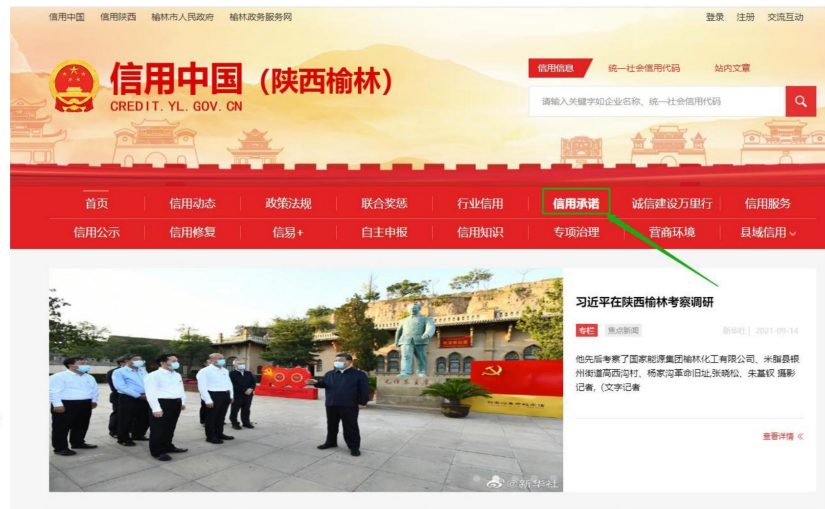 信用中国 信用陕西 榆林市人民政府 榆林政务服务网 登录 注册 交流互动
信用中国（陕西榆林）
CREDIT. YL. GOV. CN
信用信息 统一社会信用代码 站内文章
请输入关键字如企业名称、统一社会信用代码
首页 信用动态 政策法规 联合奖惩 行业信用 信用承诺 诚信建设万里行 信用服务
信用公示 信用修复 信易+ 自主申报 信用知识 专项治理 营商环境 县域信用
习近平在陕西榆林考察调研
专栏 焦点新闻 新华社 | 2021-09-14
他先后考察了国家能源集团榆林化工有限公司、米脂县银
州街道高西沟村、杨家沟革命旧址,张晓松、朱基钗 摄影
记者,（文字记者
查看详情 《
@新华社